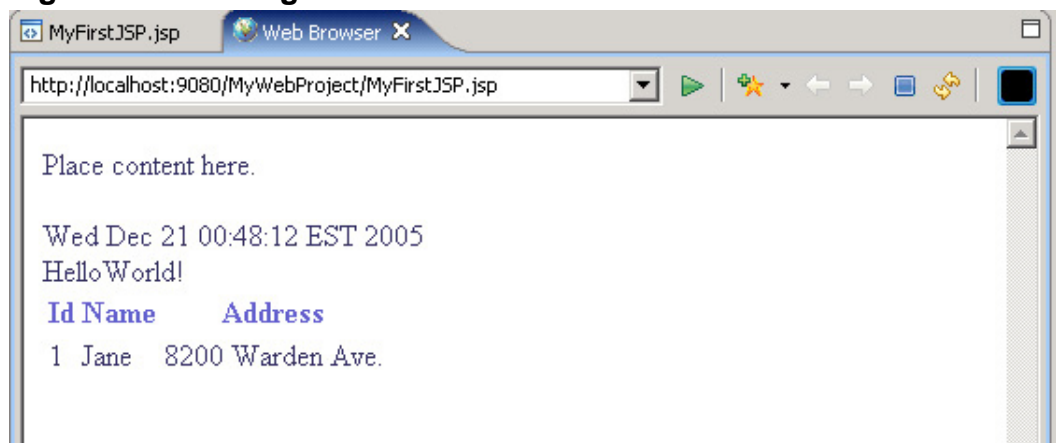 MyFirstJSP.jsp Web Browser
http://localhost:9080/MyWebProject/MyFirstJSP.jsp
Place content here.
Wed Dec 21 00:48:12 EST 2005
HelloWorld!
Id Name Address
1 Jane 8200 Warden Ave.